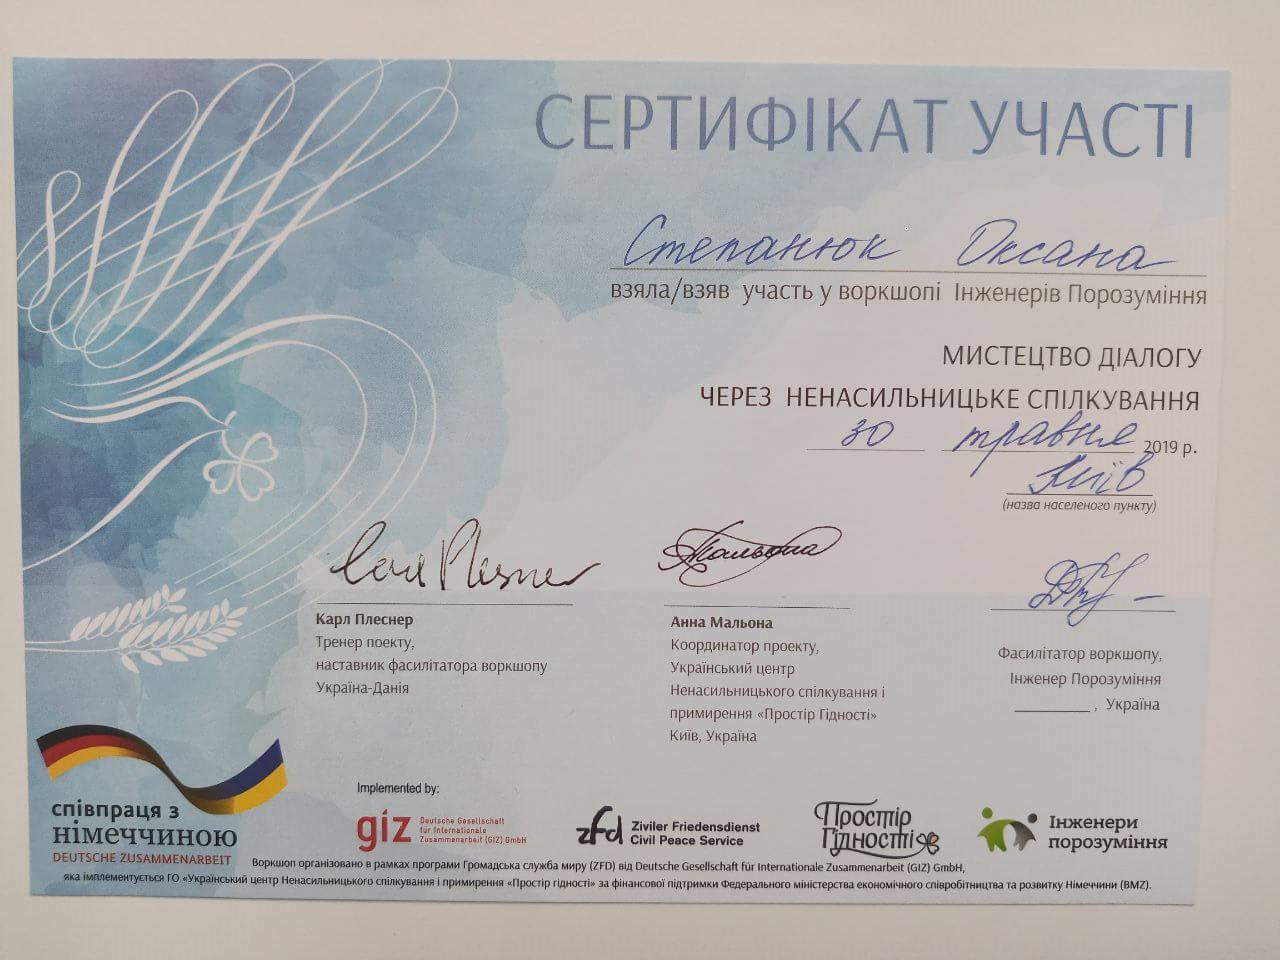 СЕРТИФІКАТ УЧАСТІ
Степанюк Оксана
взяла/взяв участь у воркшопі Інженерів Порозуміння
МИСТЕЦТВО ДІАЛОГУ
ЧЕРЕЗ НЕНАСИЛЬНИЦЬКЕ СПІЛКУВАННЯ
30 травня 2019 р.
Київ
(назва населеного пункту)
Carl Plesner
Карл Плеснер
Тренер поекту,
наставник фасилітатора воркшопу
Україна-Данія
Мальона
Анна Мальона
Координатор проекту,
Український центр
Ненасильницького спілкування і
примирення «Простір Гідності»
Київ, Україна
Фасилітатор воркшопу,
Інженер Порозуміння
__________ , Україна
співпраця з
німеччиною
DEUTSCHE ZUSAMMENARBEIT
Implemented by:
giz Deutsche Gesellschaft
für Internationale
Zusammenarbeit (GIZ) GmbH
zfd Ziviler Friedensdienst
Civil Peace Service
Простір
Гідності
Інженери
порозуміння
Воркшоп організовано в рамках програми Громадська служба миру (ZFD) від Deutsche Gesellschaft für Internationale Zusammenarbeit (GIZ) GmbH,
яка імплементується ГО «Український центр Ненасильницького спілкування і примирення «Простір гідності» за фінансової підтримки Федерального міністерства економічного співробітництва та розвитку Німеччини (BMZ).